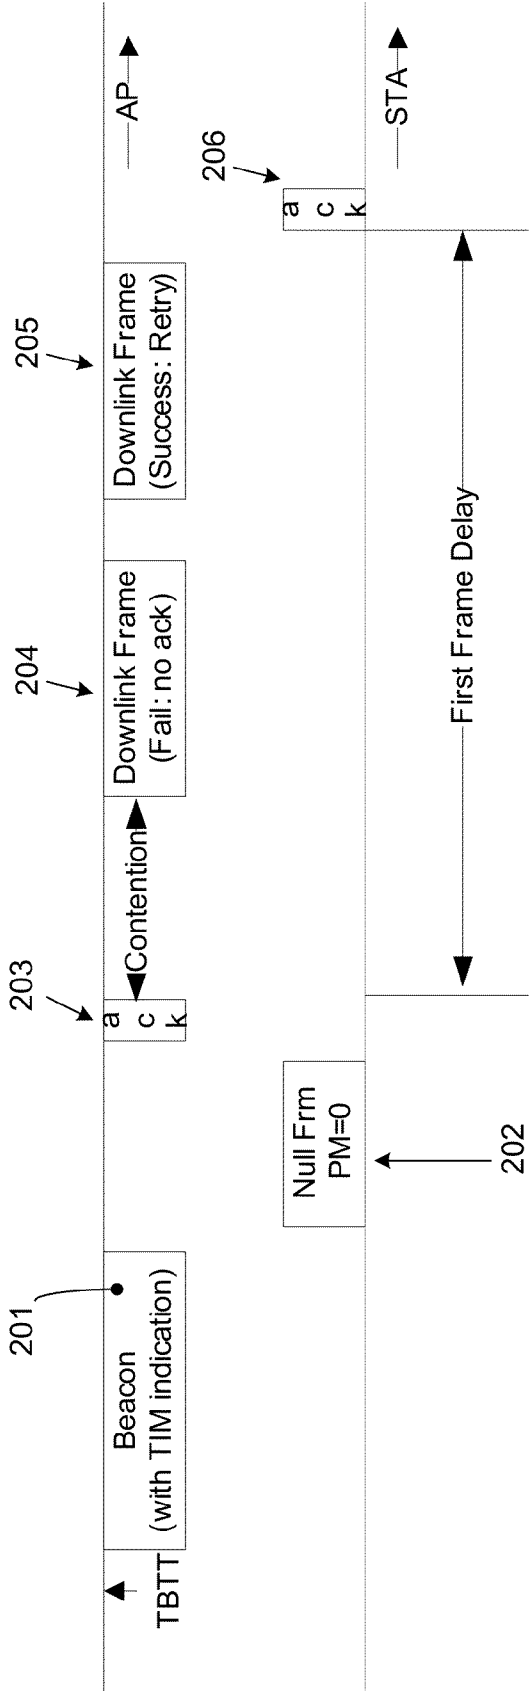 201
203
204
205
TBTT
Beacon
(with TIM indication)
a
c
k
Contention
Downlink Frame
(Fail: no ack)
Downlink Frame
(Success: Retry)
AP
206
Null Frm
PM=0
a
c
k
202
First Frame Delay
STA